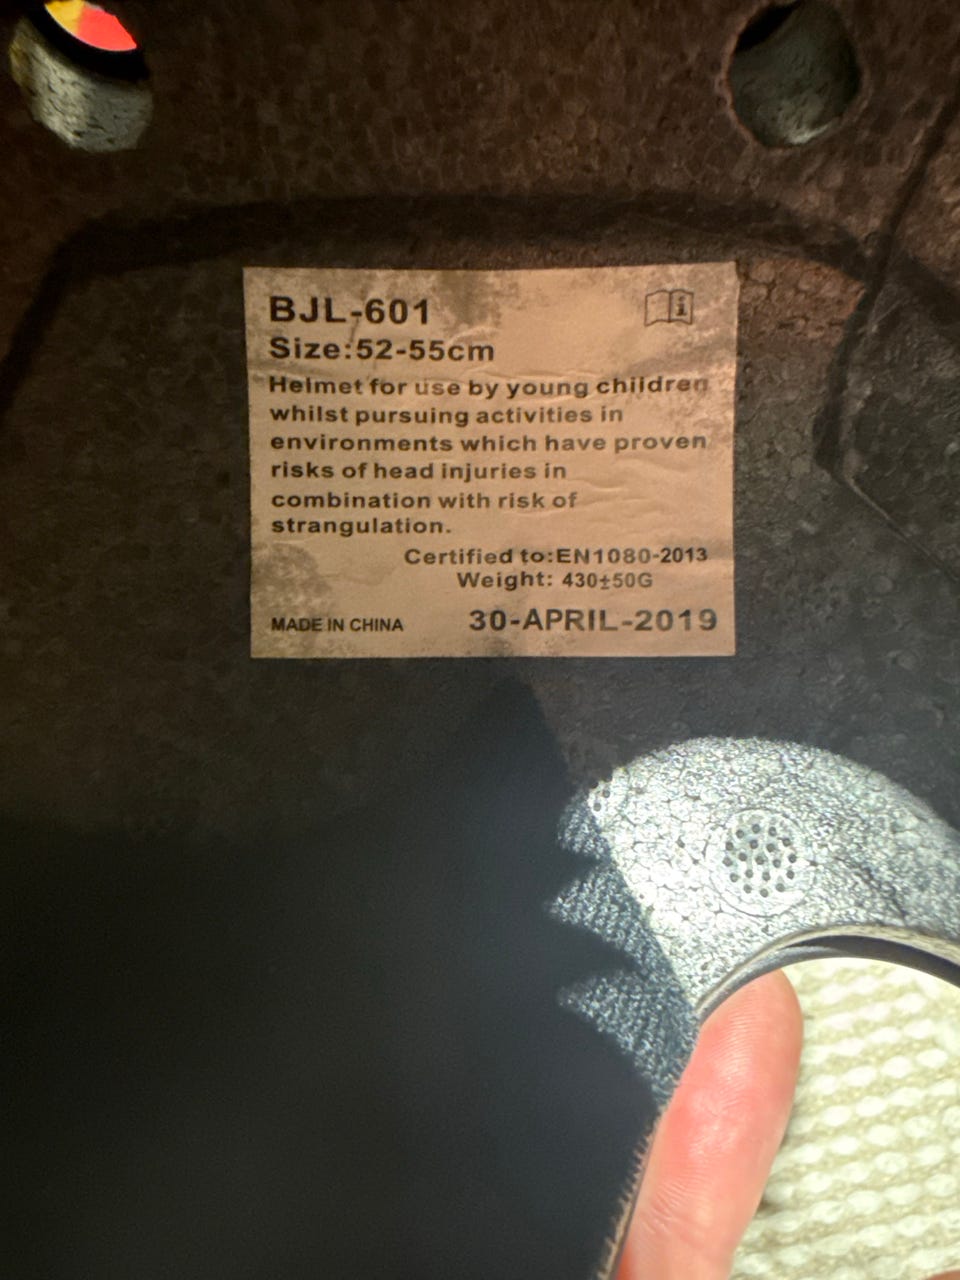 BJL-601
Size:52-55cm
Helmet for use by young children
whilst pursuing activities in
environments which have proven
risks of head injuries in
combination with risk of
strangulation.
Certified to:EN1080-2013
Weight: 430±50G
MADE IN CHINA 30-APRIL-2019